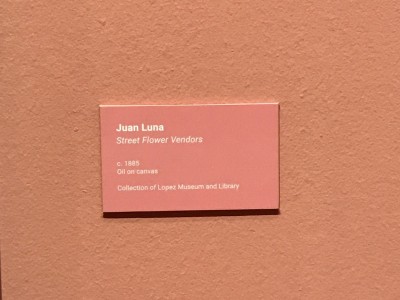 Juan Luna
Street Flower Vendors
c. 1885
Oil on canvas
Collection of Lopez Museum and Library